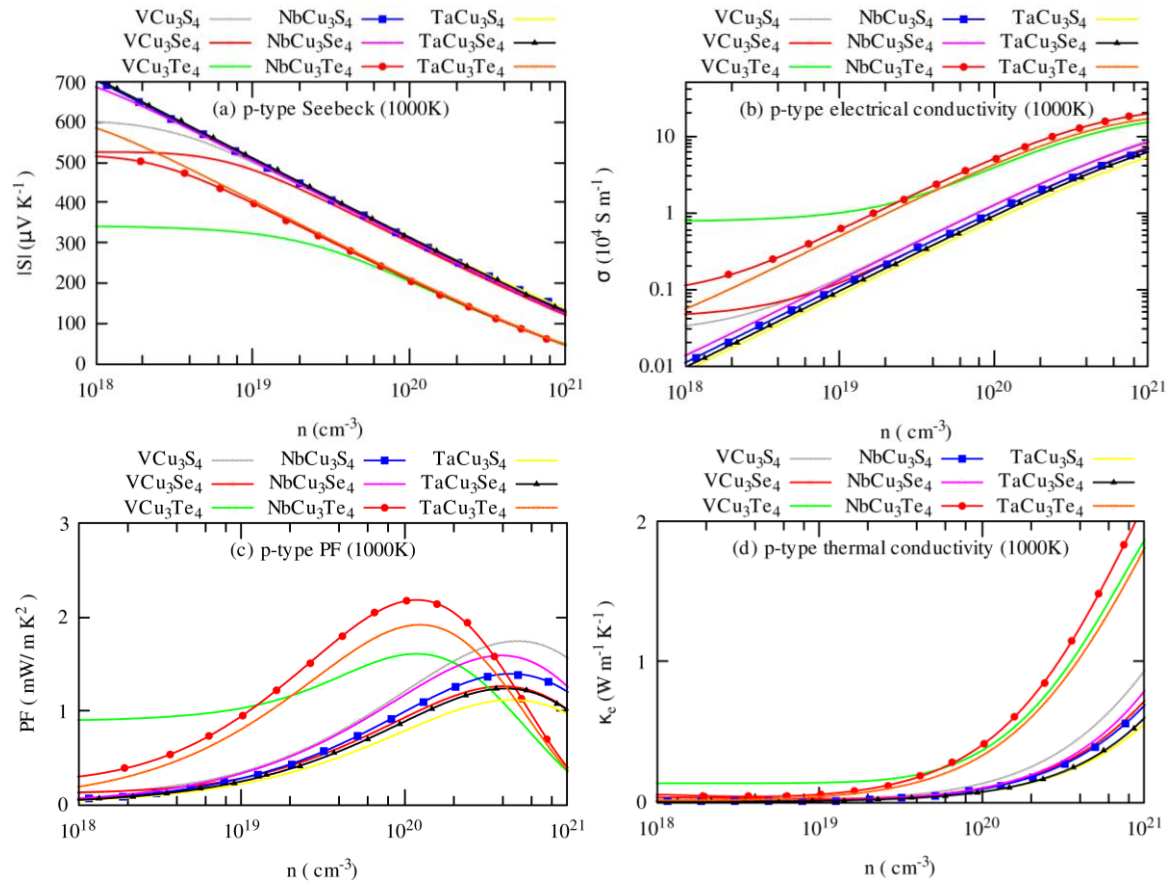 VCu₃S₄ NbCu₃S₄ TaCu₃S₄
VCu₃Se₄ NbCu₃Se₄ TaCu₃Se₄
VCu₃Te₄ NbCu₃Te₄ TaCu₃Te₄
(a) p-type Seebeck (1000K)
|S| (µV K⁻¹)
700
600
500
400
300
200
100
0
10¹⁸ 10¹⁹ 10²⁰ 10²¹
n (cm⁻³)
VCu₃S₄ NbCu₃S₄ TaCu₃S₄
VCu₃Se₄ NbCu₃Se₄ TaCu₃Se₄
VCu₃Te₄ NbCu₃Te₄ TaCu₃Te₄
(b) p-type electrical conductivity (1000K)
σ (10⁴ S m⁻¹)
10
1
0.1
0.01
10¹⁸ 10¹⁹ 10²⁰ 10²¹
n ( cm⁻³)
VCu₃S₄ NbCu₃S₄ TaCu₃S₄
VCu₃Se₄ NbCu₃Se₄ TaCu₃Se₄
VCu₃Te₄ NbCu₃Te₄ TaCu₃Te₄
(c) p-type PF (1000K)
PF ( mW/ m K²)
3
2
1
0
10¹⁸ 10¹⁹ 10²⁰ 10²¹
n ( cm⁻³)
VCu₃S₄ NbCu₃S₄ TaCu₃S₄
VCu₃Se₄ NbCu₃Se₄ TaCu₃Se₄
VCu₃Te₄ NbCu₃Te₄ TaCu₃Te₄
(d) p-type thermal conductivity (1000K)
κₑ (W m⁻¹ K⁻¹)
2
1
0
10¹⁸ 10¹⁹ 10²⁰ 10²¹
n ( cm⁻³)